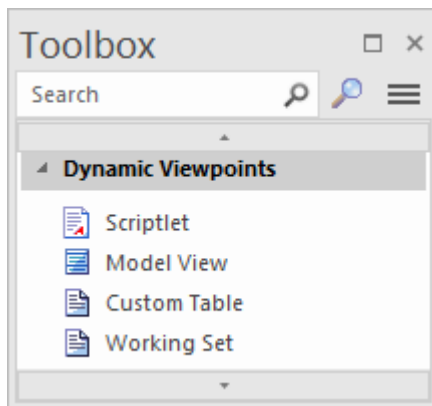 Toolbox
Search
Dynamic Viewpoints
Scriptlet
Model View
Custom Table
Working Set